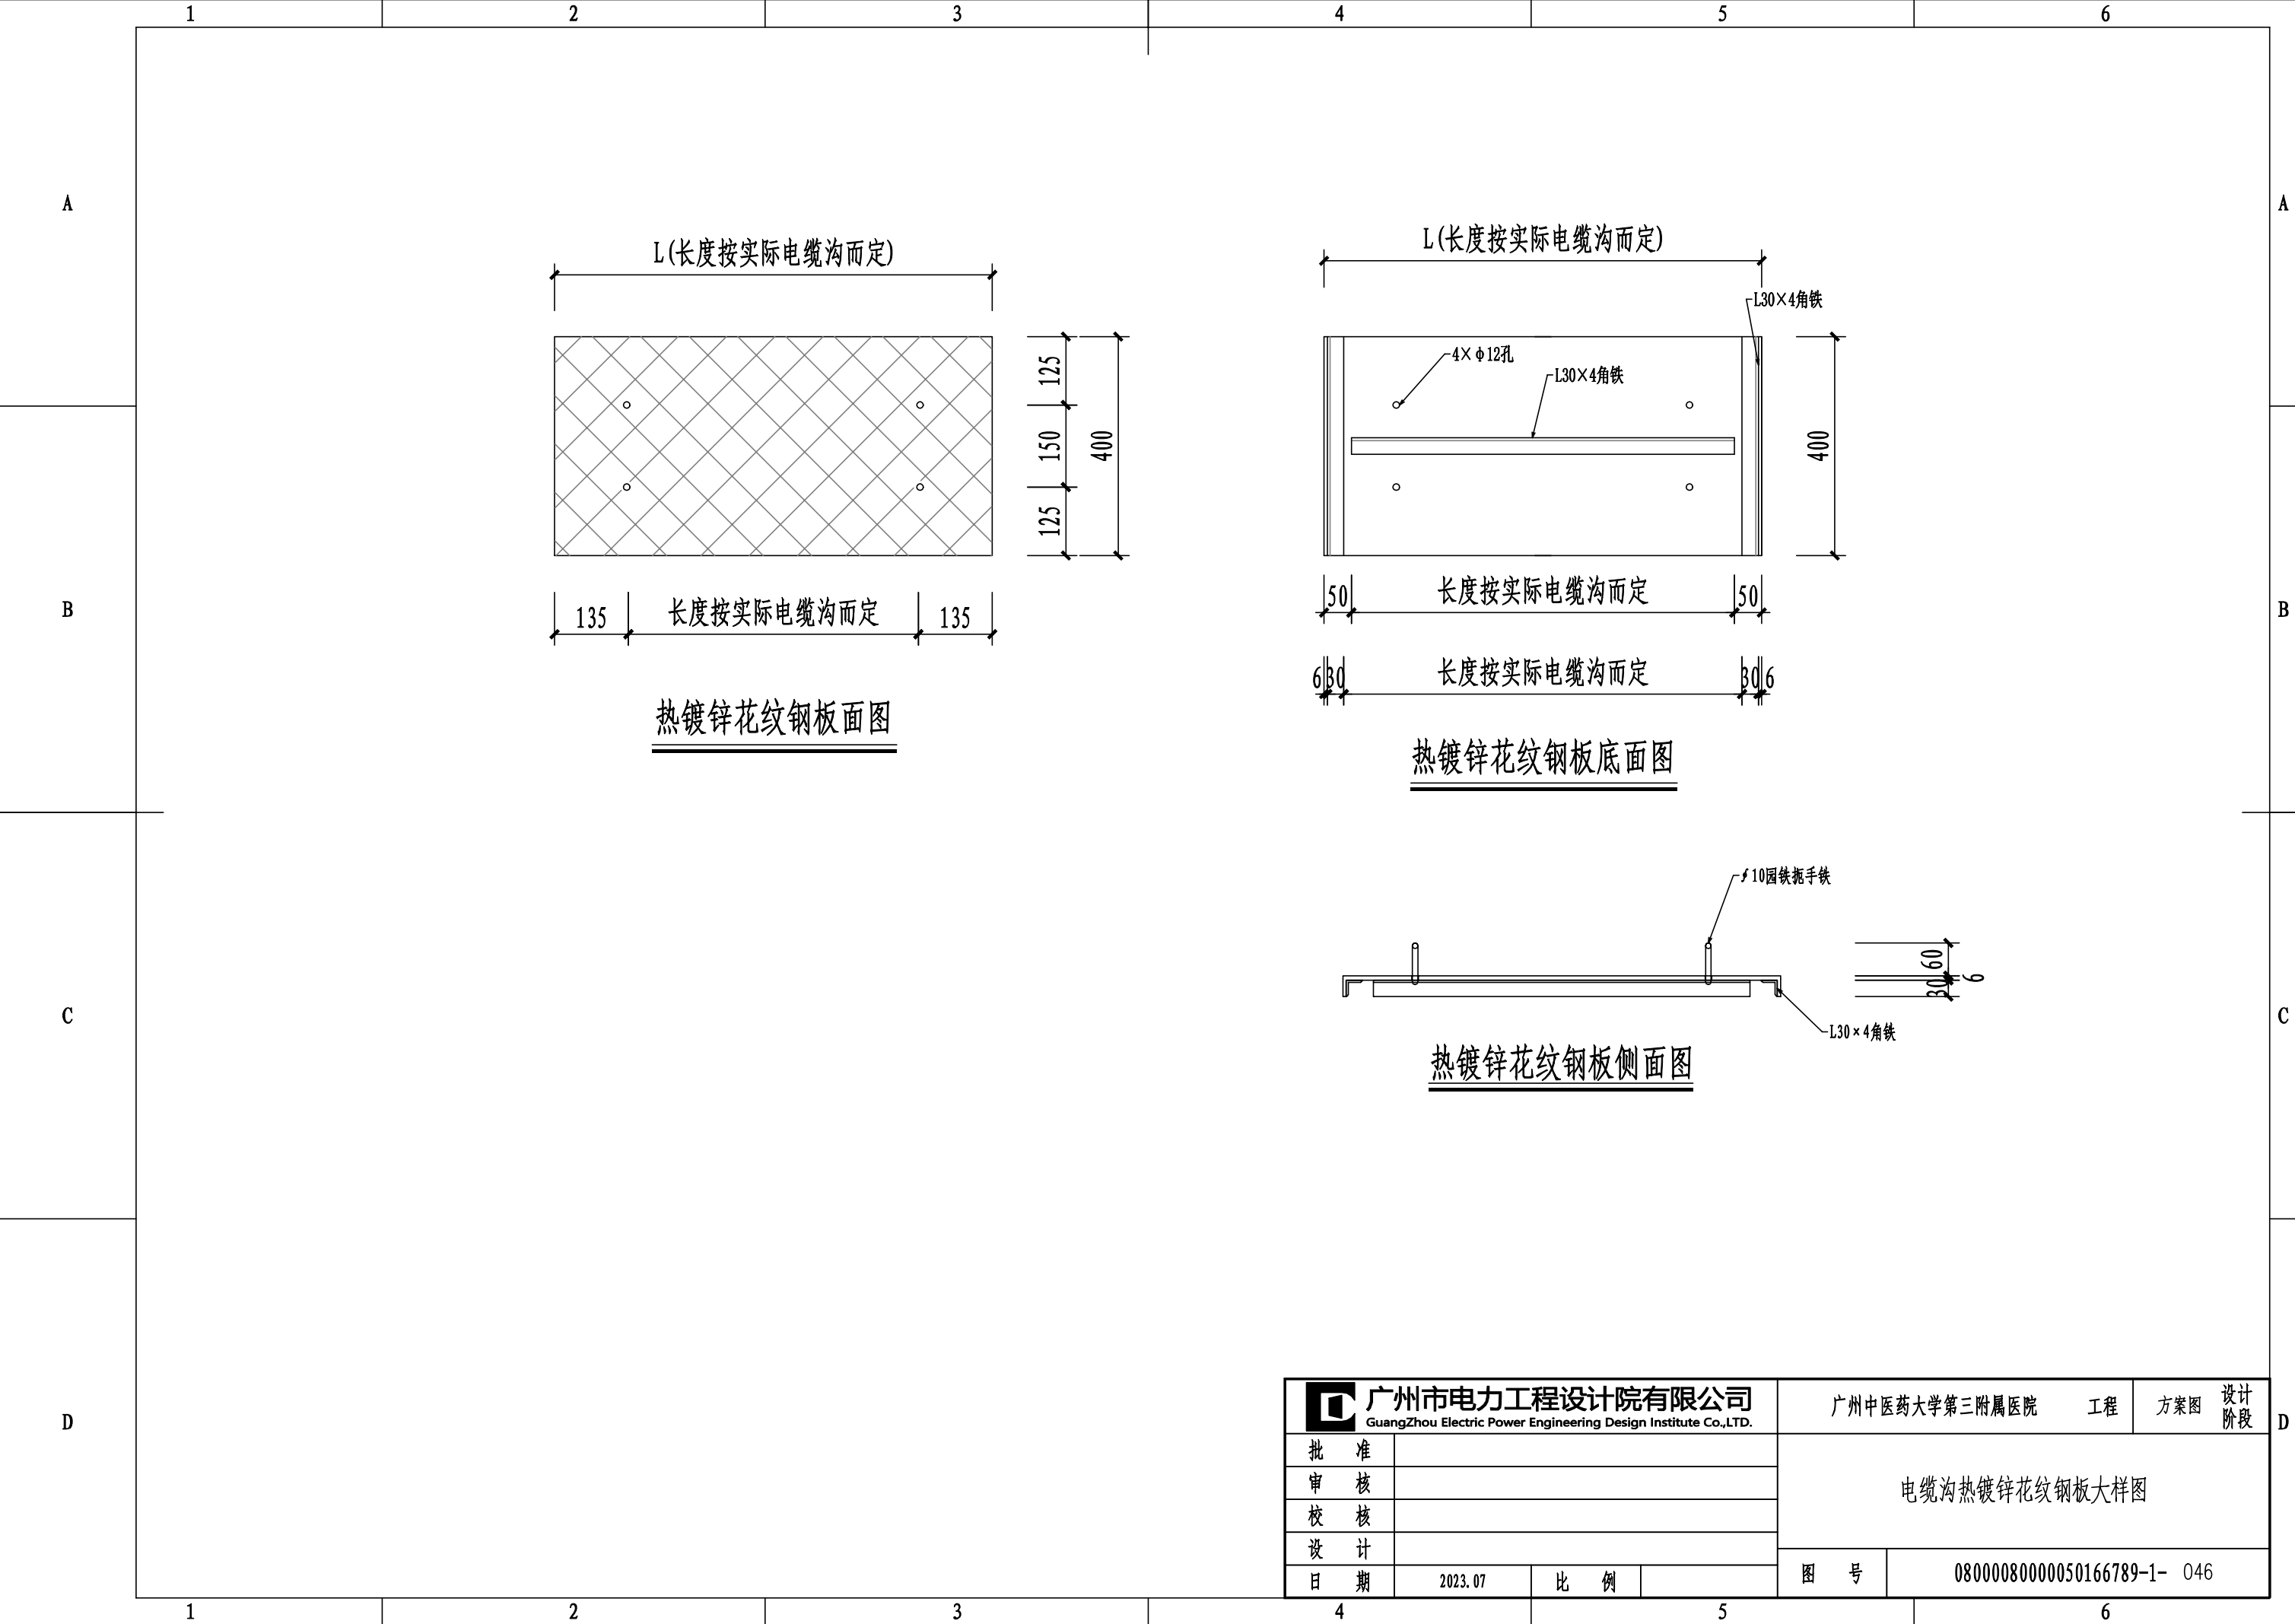 1 2 3 4 5 6
A A
B B
C C
D D
L(长度按实际电缆沟而定)
125
150
125
400
135 长度按实际电缆沟而定 135
热镀锌花纹钢板面图
L(长度按实际电缆沟而定)
L30×4角铁
4×φ12孔
L30×4角铁
400
50 长度按实际电缆沟而定 50
6 30 长度按实际电缆沟而定 30 6
热镀锌花纹钢板底面图
∮10园铁扼手铁
60
6
30
L30×4角铁
热镀锌花纹钢板侧面图
广州市电力工程设计院有限公司
GuangZhou Electric Power Engineering Design Institute Co.,LTD.
广州中医药大学第三附属医院 工程
方案图 设计
阶段
批 准
审 核
校 核
设 计
日 期 2023.07 比 例
电缆沟热镀锌花纹钢板大样图
图 号 08000080000050166789-1- 046
1 2 3 4 5 6